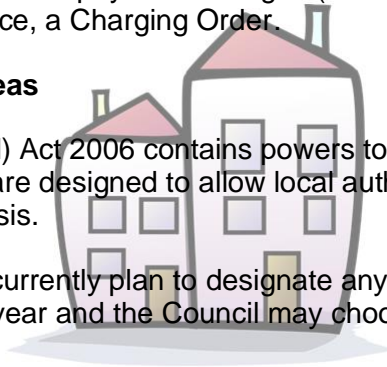 ce, a Charging Order.
eas
) Act 2006 contains powers to
are designed to allow local auth
sis.
currently plan to designate any
year and the Council may choo